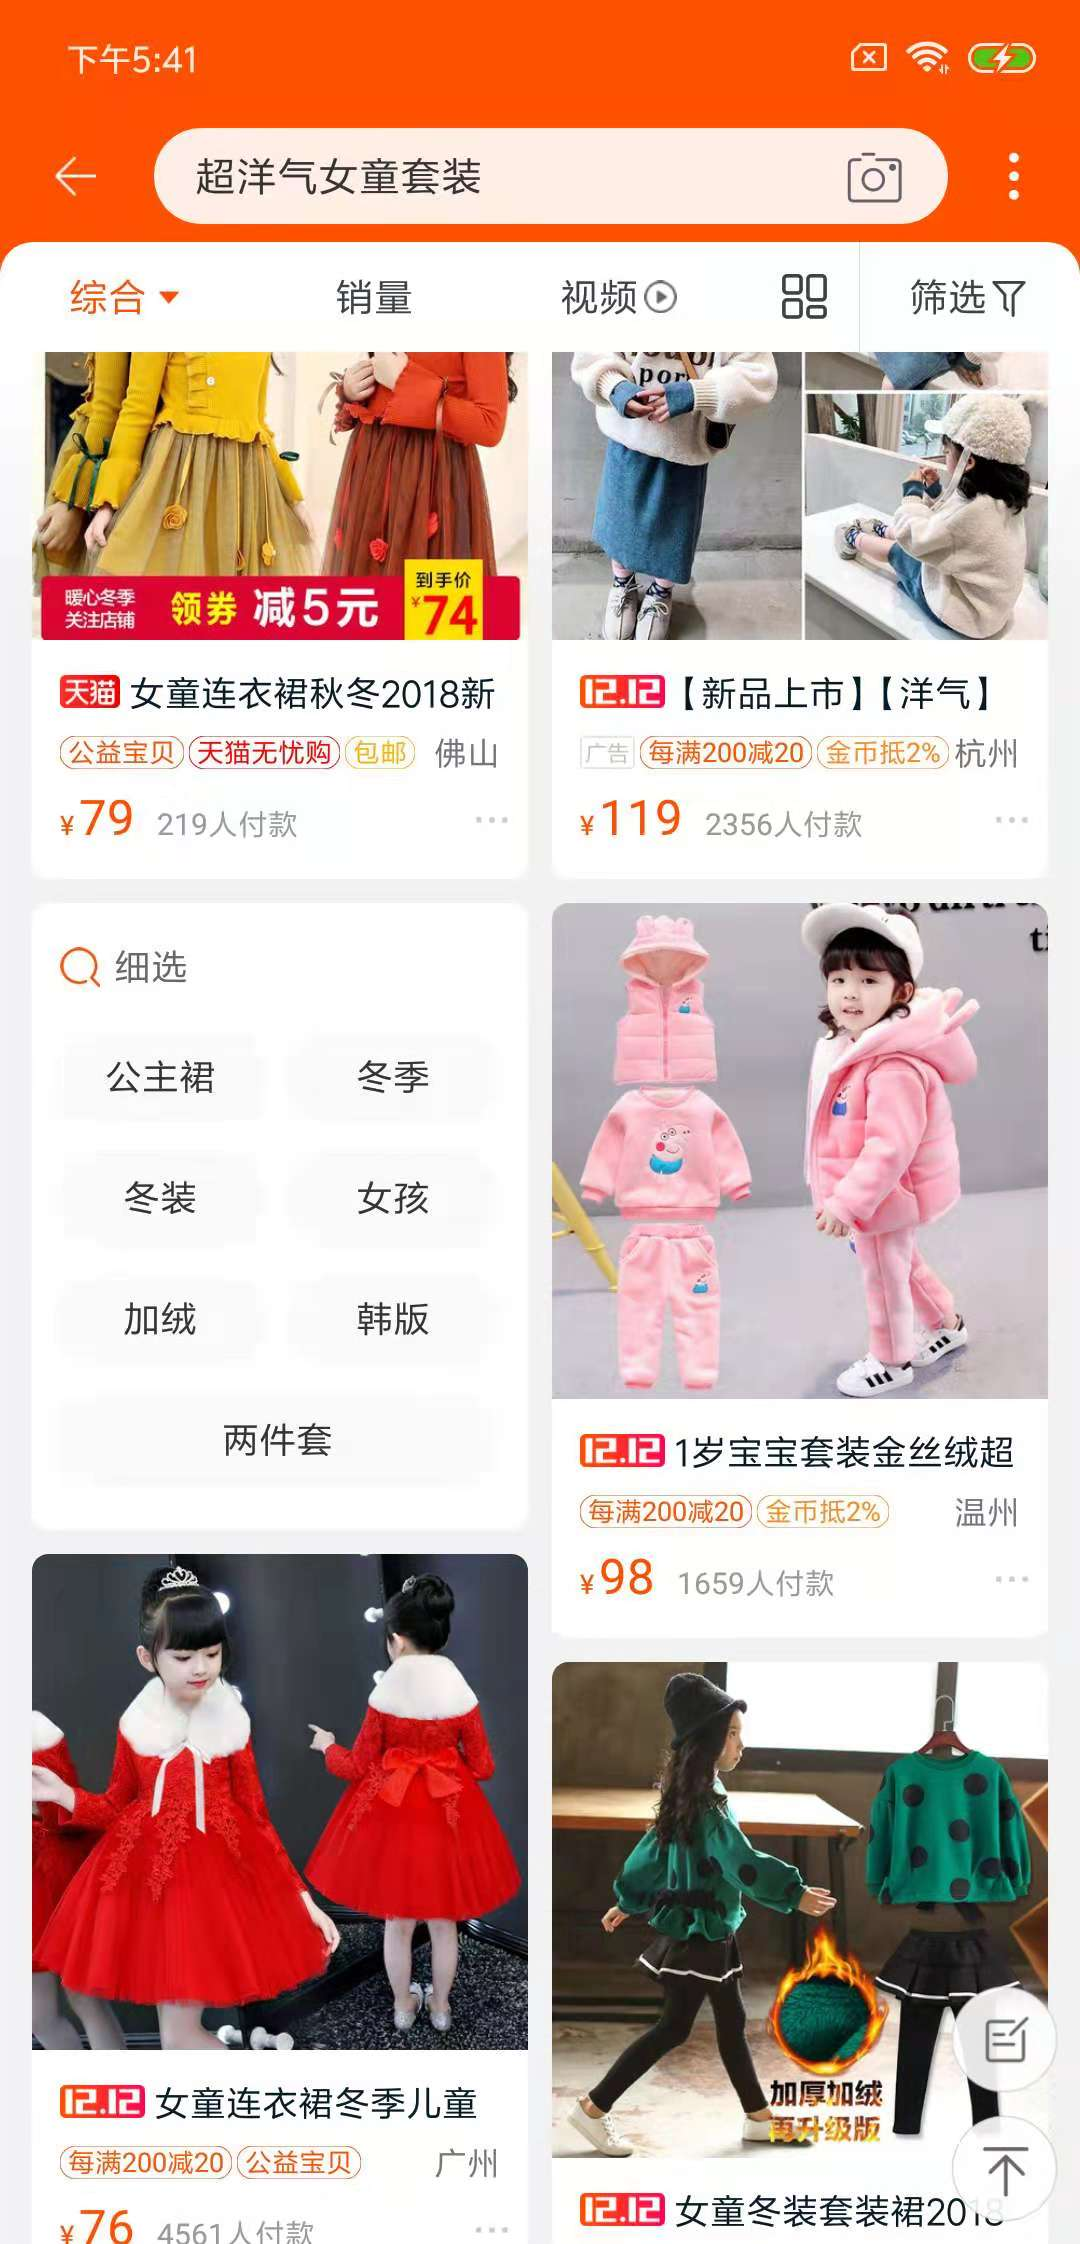 下午5:41
超洋气女童套装
综合
销量
视频
筛选
暖心冬季
关注店铺
领券 减5元
到手价
¥74
天猫 女童连衣裙秋冬2018新
公益宝贝 天猫无忧购 包邮 佛山
¥79 219人付款
port
12.12【新品上市】【洋气】
广告 每满200减20 金币抵2% 杭州
¥119 2356人付款
细选
公主裙
冬季
冬装
女孩
加绒
韩版
两件套
12.12 1岁宝宝套装金丝绒超
每满200减20 金币抵2% 温州
¥98 1659人付款
12.12 女童连衣裙冬季儿童
每满200减20 公益宝贝 广州
¥76 4561人付款
加厚加绒
再升级版
12.12 女童冬装套装裙2018